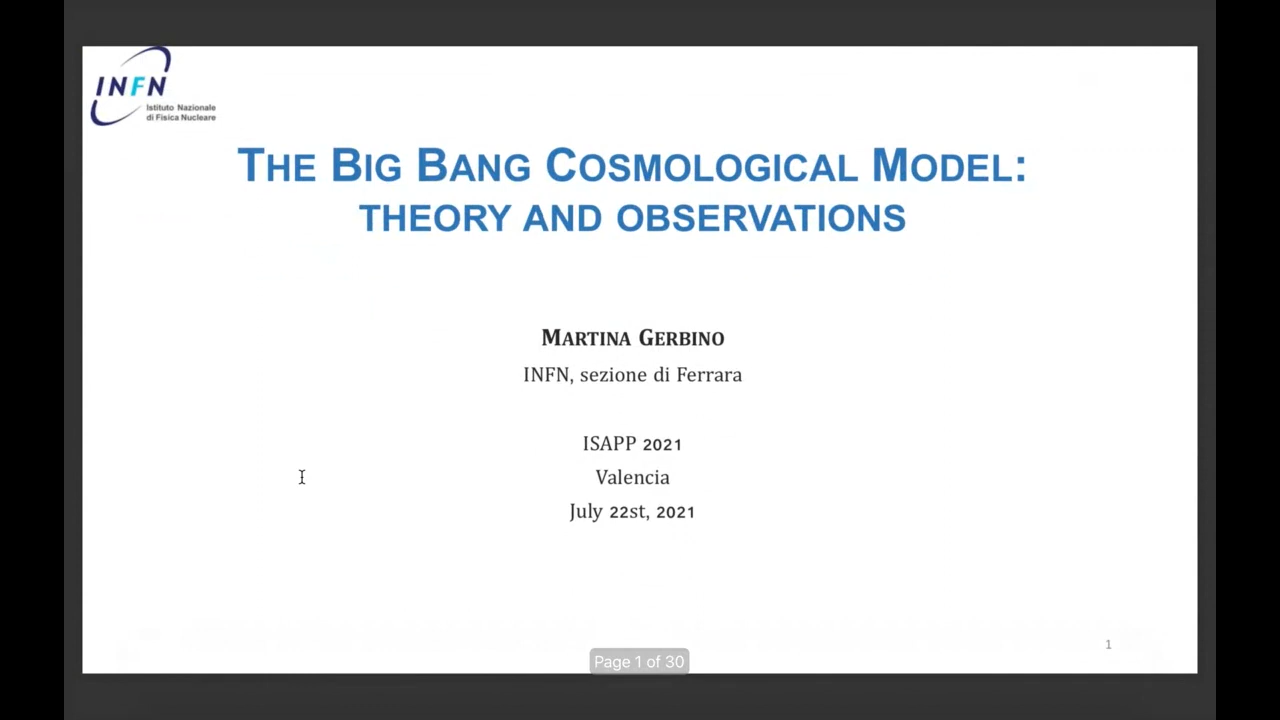 INFN
Istituto Nazionale
di Fisica Nucleare
THE BIG BANG COSMOLOGICAL MODEL:
THEORY AND OBSERVATIONS
MARTINA GERBINO
INFN, sezione di Ferrara
ISAPP 2021
Valencia
July 22st, 2021
1
Page 1 of 30